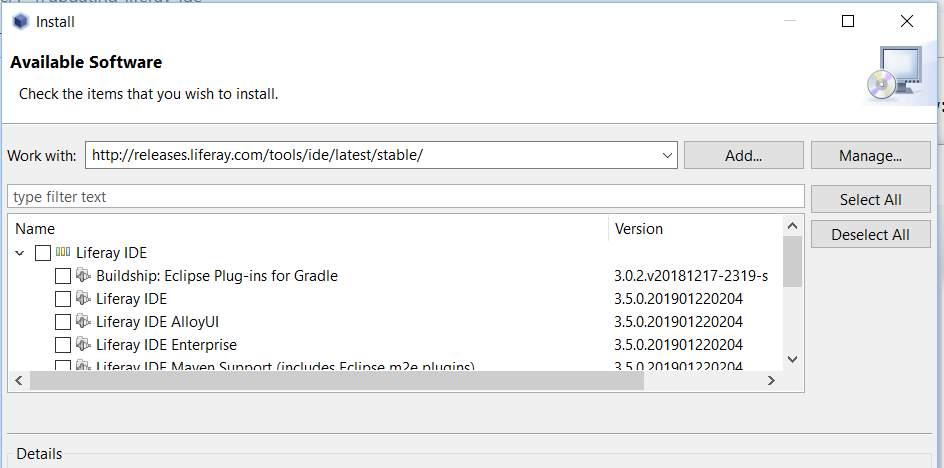 Install
Available Software
Check the items that you wish to install.
Work with: http://releases.liferay.com/tools/ide/latest/stable/ Add... Manage...
type filter text Select All
Name Version Deselect All
Liferay IDE
Buildship: Eclipse Plug-ins for Gradle 3.0.2.v20181217-2319-s
Liferay IDE 3.5.0.201901220204
Liferay IDE AlloyUI 3.5.0.201901220204
Liferay IDE Enterprise 3.5.0.201901220204
Liferay IDE Maven Support (includes Eclipse m2e plugins) 3.5.0.201901220204
Details